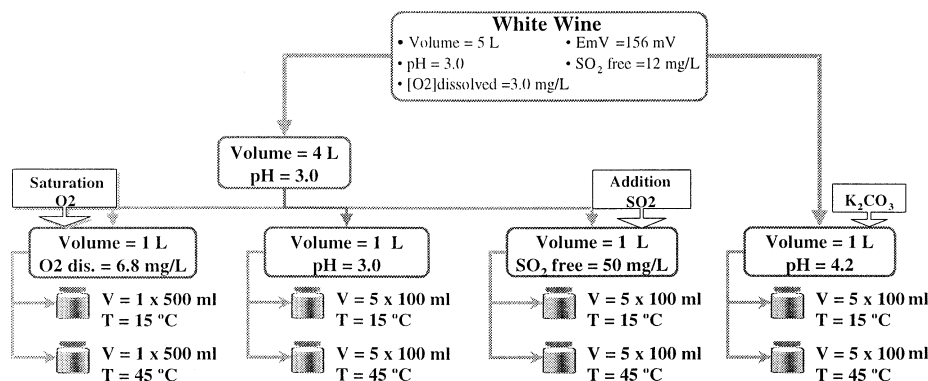 White Wine
• Volume = 5 L • EmV =156 mV
• pH = 3.0 • SO₂ free =12 mg/L
• [O2]dissolved =3.0 mg/L
Volume = 4 L
pH = 3.0
Saturation
O2
Addition
SO2
K₂CO₃
Volume = 1 L
O2 dis. = 6.8 mg/L
Volume = 1 L
pH = 3.0
Volume = 1 L
SO₂ free = 50 mg/L
Volume = 1 L
pH = 4.2
V = 1 x 500 ml
T = 15 ºC
V = 5 x 100 ml
T = 15 ºC
V = 5 x 100 ml
T = 15 ºC
V = 5 x 100 ml
T = 15 ºC
V = 1 x 500 ml
T = 45 ºC
V = 5 x 100 ml
T = 45 ºC
V = 5 x 100 ml
T = 45 ºC
V = 5 x 100 ml
T = 45 ºC